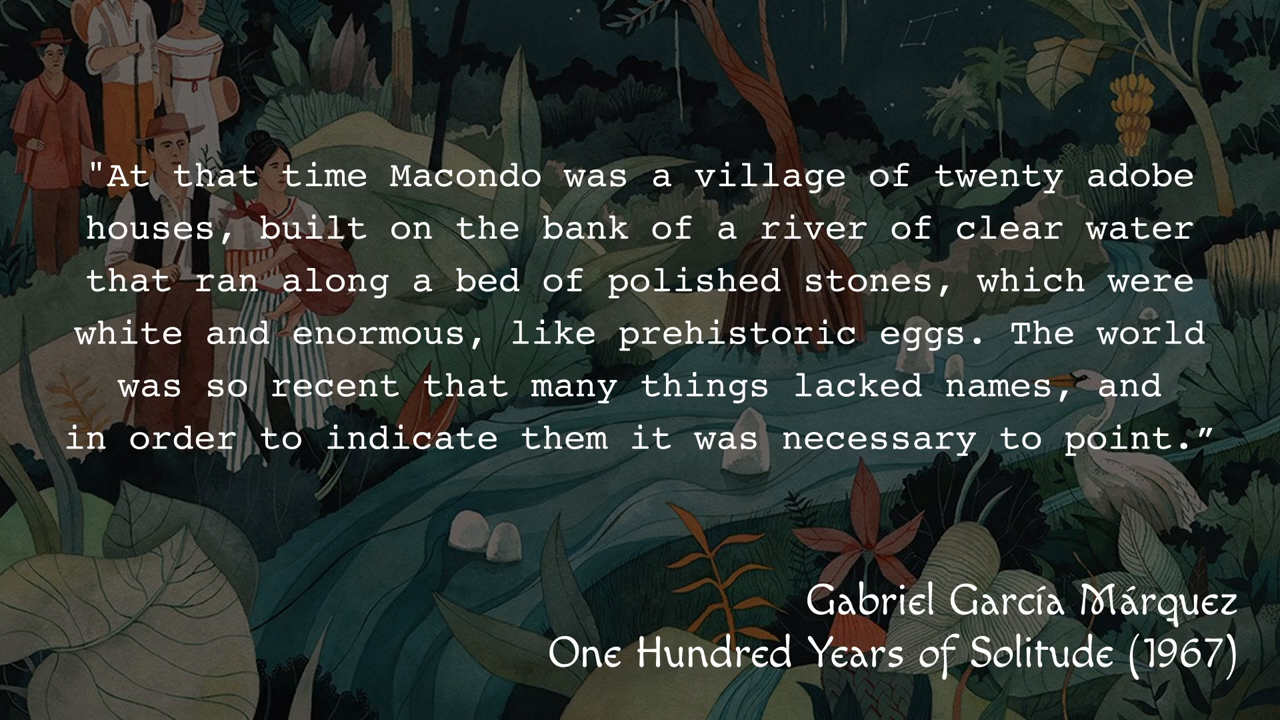 "At that time Macondo was a village of twenty adobe
houses, built on the bank of a river of clear water
that ran along a bed of polished stones, which were
white and enormous, like prehistoric eggs. The world
was so recent that many things lacked names, and
in order to indicate them it was necessary to point.”
Gabriel García Márquez
One Hundred Years of Solitude (1967)